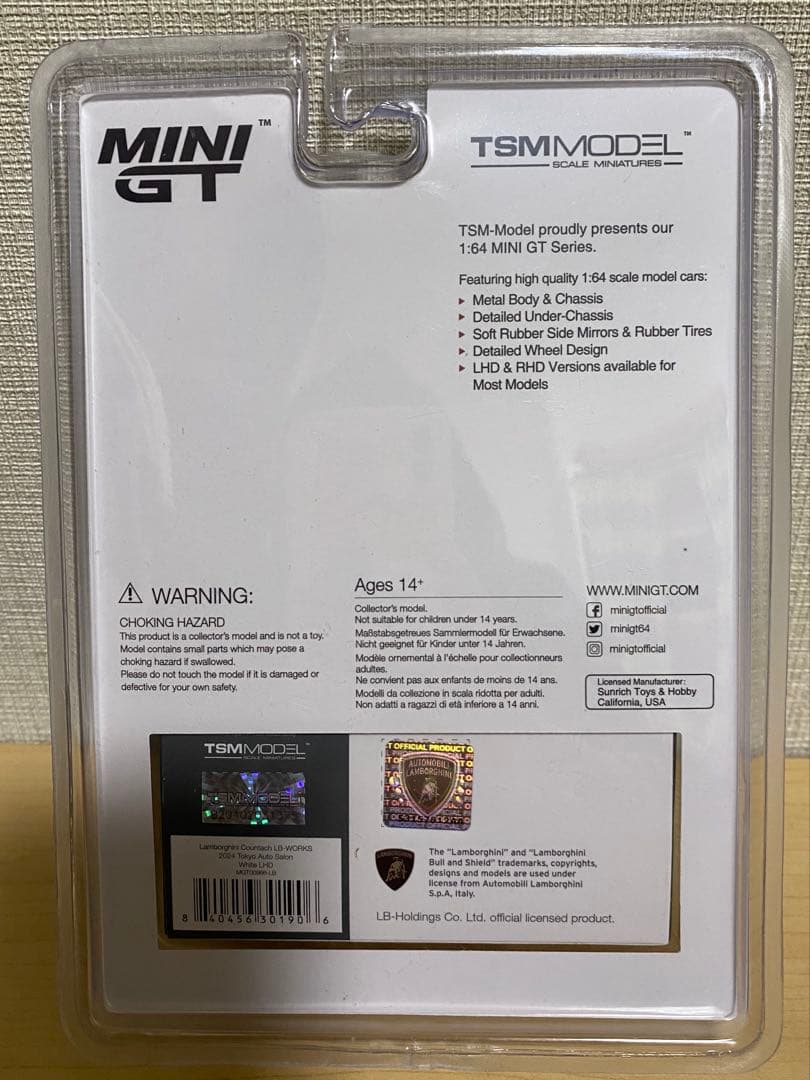 MINI GT™
TSMMODEL™
SCALE MINIATURES
TSM-Model proudly presents our
1:64 MINI GT Series.
Featuring high quality 1:64 scale model cars:
Metal Body & Chassis
Detailed Under-Chassis
Soft Rubber Side Mirrors & Rubber Tires
Detailed Wheel Design
LHD & RHD Versions available for
Most Models
WARNING:
CHOKING HAZARD
This product is a collector's model and is not a toy.
Model contains small parts which may pose a
choking hazard if swallowed.
Please do not touch the model if it is damaged or
defective for your own safety.
Ages 14+
Collector's model.
Not suitable for children under 14 years.
Maßstabsgetreues Sammlermodell für Erwachsene.
Nicht geeignet für Kinder unter 14 Jahren.
Modèle ornemental à l'échelle pour collectionneurs
adultes.
Ne convient pas aux enfants de moins de 14 ans.
Modelli da collezione in scala ridotta per adulti.
Non adatti a ragazzi di età inferiore a 14 anni.
WWW.MINIGT.COM
minigtofficial
minigt64
minigtofficial
Licensed Manufacturer:
Sunrich Toys & Hobby
California, USA
TSMMODEL™
SCALE MINIATURES
TSMMODEL
Lamborghini Countach LB-WORKS
2024 Tokyo Auto Salon
White LHD
8 40456 30190 6
T OFFICIAL PRODUCT O
AUTOMOBILI
LAMBORGHINI
The "Lamborghini" and "Lamborghini
Bull and Shield" trademarks, copyrights,
designs and models are used under
license from Automobili Lamborghini
S.p.A, Italy.
LB-Holdings Co. Ltd. official licensed product.